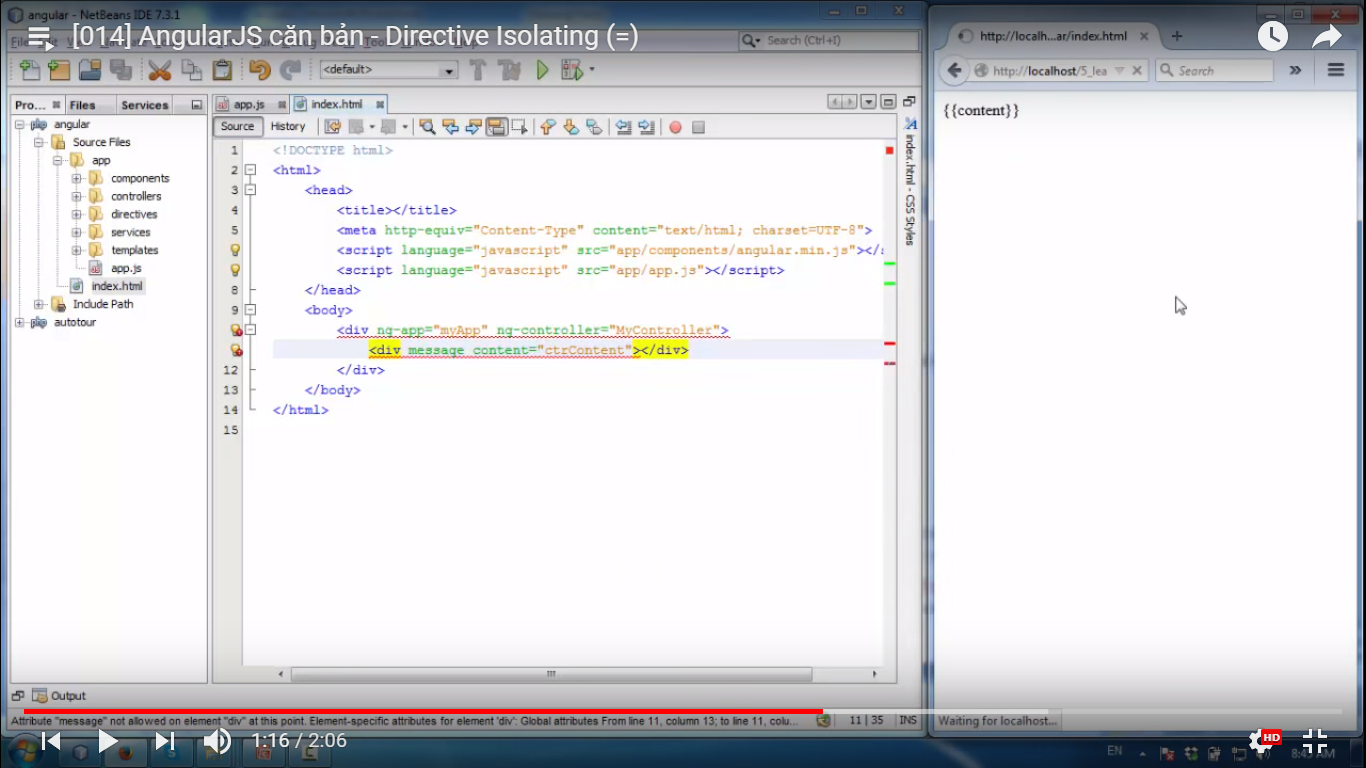 angular - NetBeans IDE 7.3.1
[014] AngularJS căn bản - Directive Isolating (=)
Search (Ctrl+I)
<default>
Pro...
Files
Services
angular
Source Files
app
components
controllers
directives
services
templates
app.js
index.html
Include Path
autotour
app.js
index.html
Source
History
1 <!DOCTYPE html>
2 <html>
3 <head>
4 <title></title>
5 <meta http-equiv="Content-Type" content="text/html; charset=UTF-8">
<script language="javascript" src="app/components/angular.min.js"></
<script language="javascript" src="app/app.js"></script>
8 </head>
9 <body>
<div ng-app="myApp" ng-controller="MyController">
<div message content="ctrContent"></div>
12 </div>
13 </body>
14 </html>
15
index.html - CSS Styles
Output
Attribute "message" not allowed on element "div" at this point. Element-specific attributes for element 'div': Global attributes From line 11, column 13; to line 11, colu...
11 | 35
INS
http://localh...ar/index.html
http://localhost/5_lea
Search
{{content}}
Waiting for localhost...
1:16 / 2:06
HD
EN